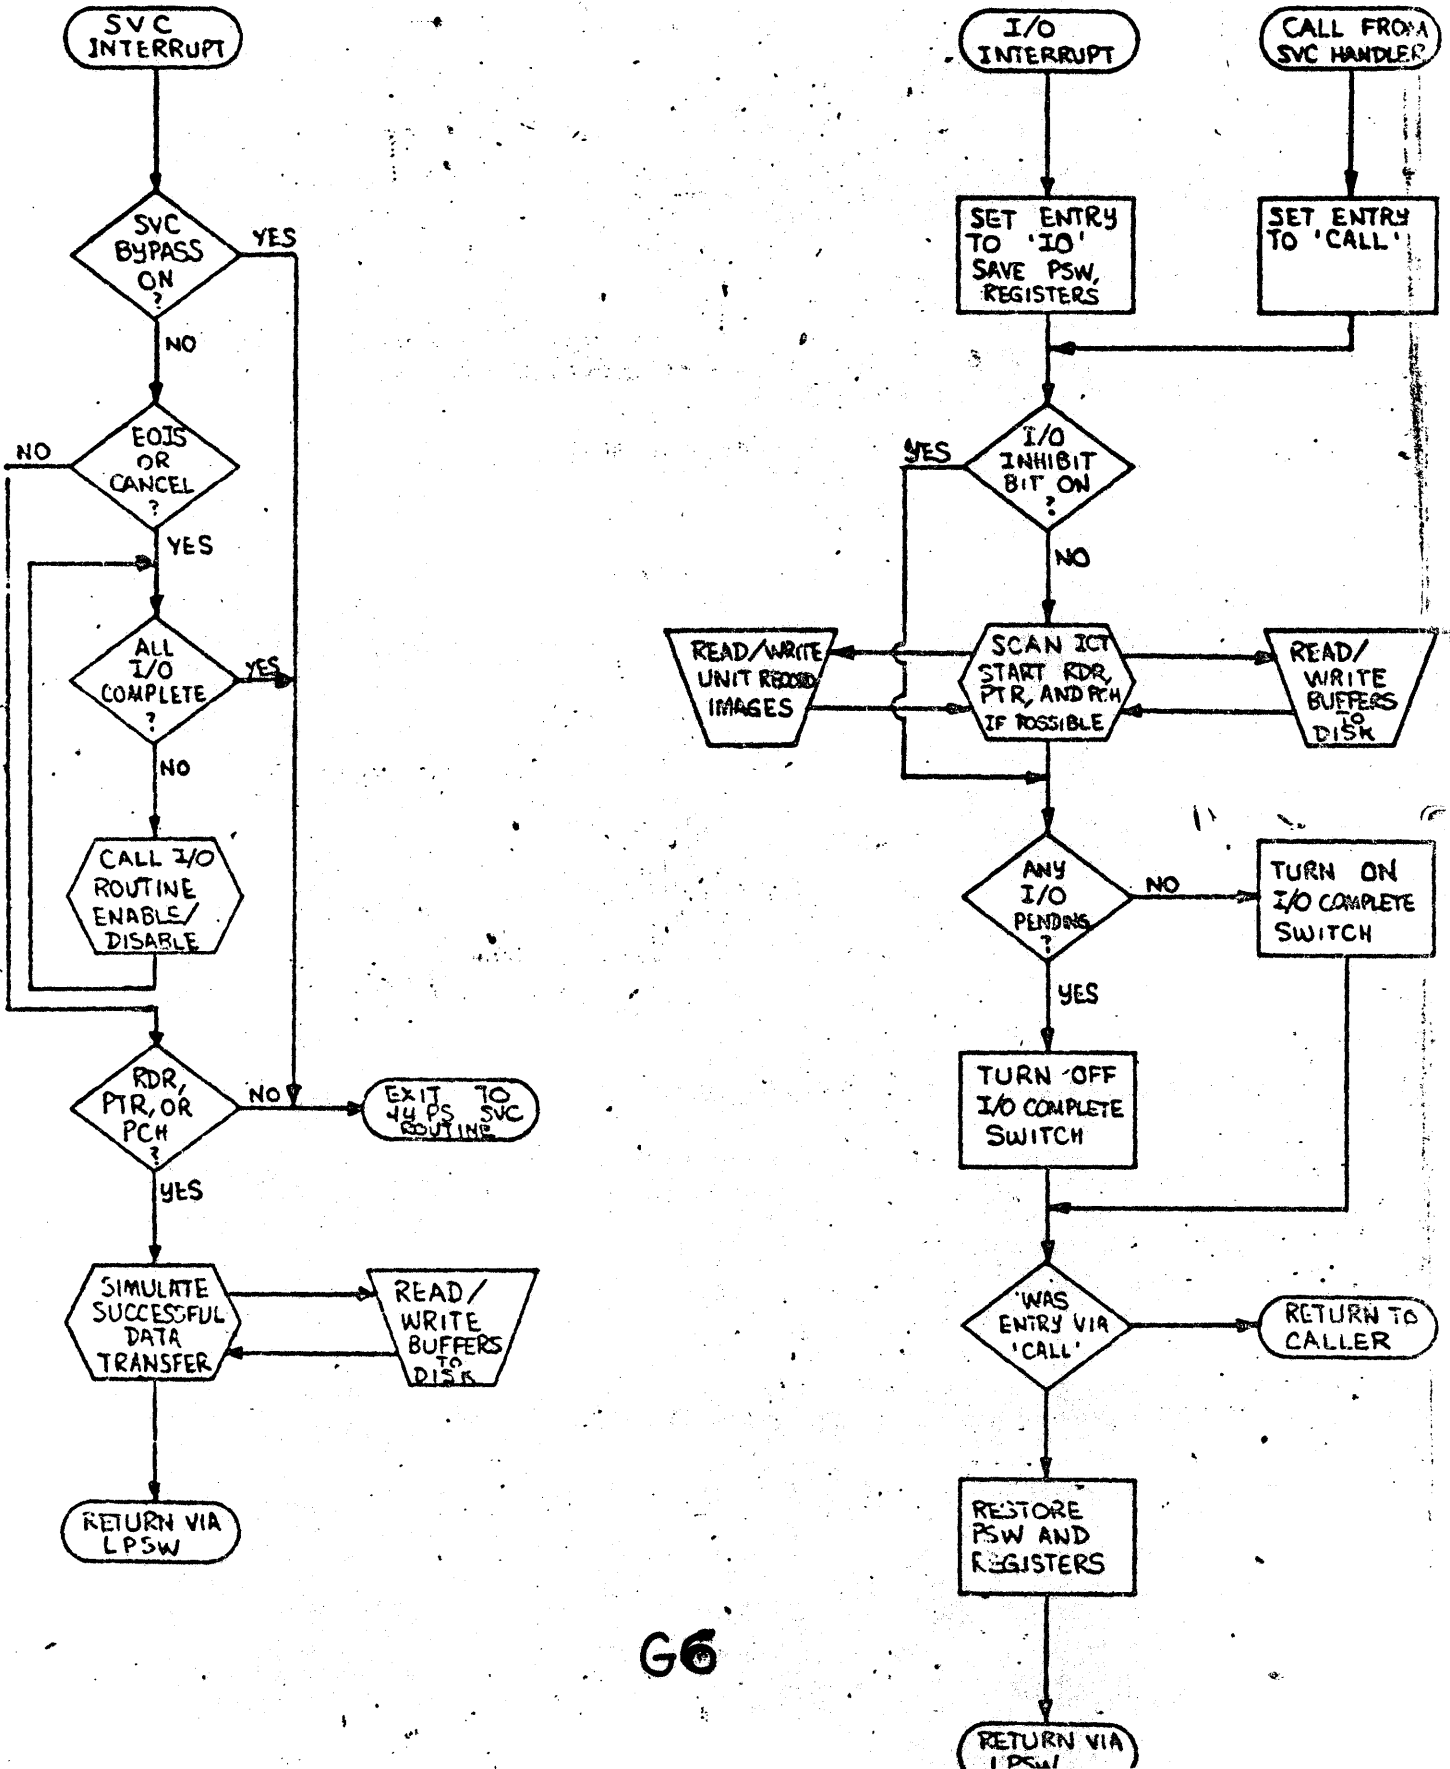 SVC
INTERRUPT
SVC
BYPASS
ON
?
YES
NO
EOJS
OR
CANCEL
?
NO
YES
ALL
I/O
COMPLETE
?
YES
NO
CALL I/O
ROUTINE
ENABLE/
DISABLE
RDR,
PTR, OR
PCH
?
NO
EXIT TO
44 PS SVC
ROUTINE
YES
SIMULATE
SUCCESSFUL
DATA
TRANSFER
READ/
WRITE
BUFFERS
TO
DISK
RETURN VIA
LPSW
I/O
INTERRUPT
CALL FROM
SVC HANDLER
SET ENTRY
TO 'IO'
SAVE PSW,
REGISTERS
SET ENTRY
TO 'CALL'
I/O
INHIBIT
BIT ON
?
YES
NO
READ/WRITE
UNIT RECORD
IMAGES
SCAN ICT
START RDR,
PTR, AND PCH
IF POSSIBLE
READ/
WRITE
BUFFERS
TO
DISK
ANY
I/O
PENDING
?
NO
TURN ON
I/O COMPLETE
SWITCH
YES
TURN OFF
I/O COMPLETE
SWITCH
WAS
ENTRY VIA
'CALL'
RETURN TO
CALLER
RESTORE
PSW AND
REGISTERS
RETURN VIA
LPSW
G6